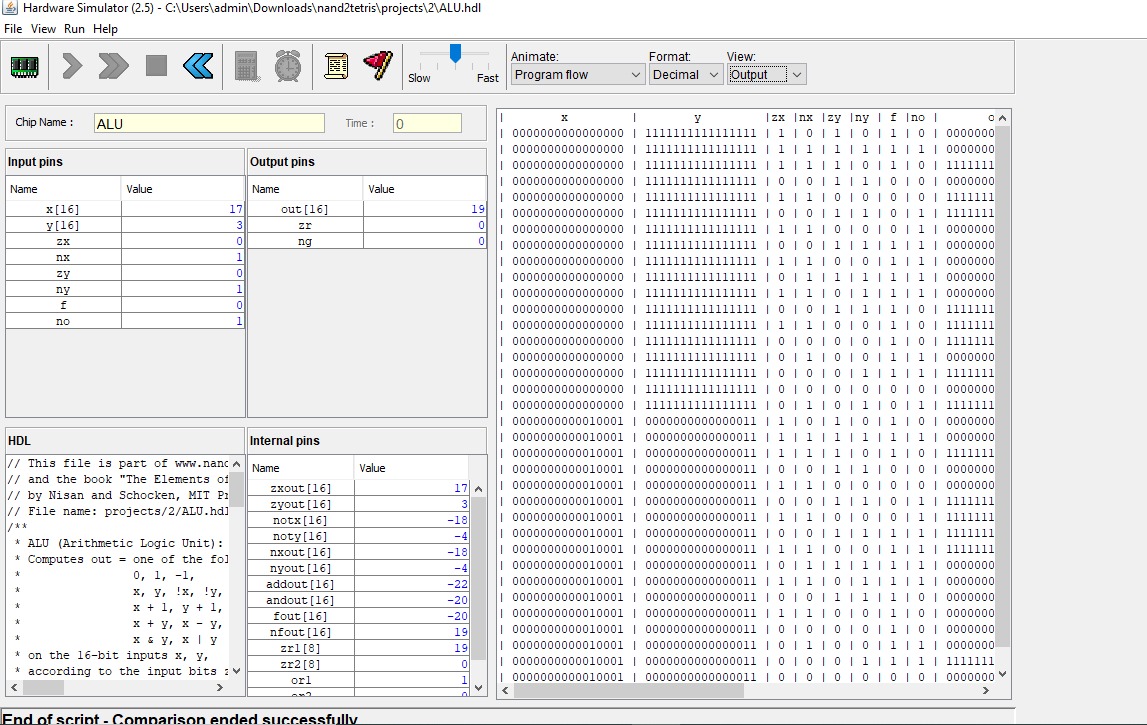 Hardware Simulator (2.5) - C:\Users\admin\Downloads\nand2tetris\projects\2\ALU.hdl
File View Run Help
Slow Fast
Animate: Format: View:
Program flow Decimal Output
Chip Name : ALU Time : 0
Input pins
Name Value
x[16] 17
y[16] 3
zx 0
nx 1
zy 0
ny 1
f 0
no 1
Output pins
Name Value
out[16] 19
zr 0
ng 0
HDL
// This file is part of www.nand
// and the book "The Elements of
// by Nisan and Schocken, MIT Pr
// File name: projects/2/ALU.hdl
/**
* ALU (Arithmetic Logic Unit):
* Computes out = one of the fol
* 0, 1, -1,
* x, y, !x, !y,
* x + 1, y + 1,
* x + y, x - y,
* x & y, x | y
* on the 16-bit inputs x, y,
* according to the input bits z
Internal pins
Name Value
zxout[16] 17
zyout[16] 3
notx[16] -18
noty[16] -4
nxout[16] -18
nyout[16] -4
addout[16] -22
andout[16] -20
fout[16] -20
nfout[16] 19
zr1[8] 19
zr2[8] 0
or1 1
or2 0
| x | y |zx |nx |zy |ny | f |no | o
| 0000000000000000 | 1111111111111111 | 1 | 0 | 1 | 0 | 1 | 0 | 0000000
| 0000000000000000 | 1111111111111111 | 1 | 1 | 1 | 1 | 1 | 1 | 0000000
| 0000000000000000 | 1111111111111111 | 1 | 1 | 1 | 0 | 1 | 0 | 1111111
| 0000000000000000 | 1111111111111111 | 0 | 0 | 1 | 1 | 0 | 0 | 0000000
| 0000000000000000 | 1111111111111111 | 1 | 1 | 0 | 0 | 0 | 0 | 1111111
| 0000000000000000 | 1111111111111111 | 0 | 0 | 1 | 1 | 0 | 1 | 1111111
| 0000000000000000 | 1111111111111111 | 1 | 1 | 0 | 0 | 0 | 1 | 0000000
| 0000000000000000 | 1111111111111111 | 0 | 0 | 1 | 1 | 1 | 1 | 0000000
| 0000000000000000 | 1111111111111111 | 1 | 1 | 0 | 0 | 1 | 1 | 0000000
| 0000000000000000 | 1111111111111111 | 0 | 1 | 1 | 1 | 1 | 1 | 0000000
| 0000000000000000 | 1111111111111111 | 1 | 1 | 0 | 1 | 1 | 1 | 0000000
| 0000000000000000 | 1111111111111111 | 0 | 0 | 1 | 1 | 1 | 0 | 1111111
| 0000000000000000 | 1111111111111111 | 1 | 1 | 0 | 0 | 1 | 0 | 1111111
| 0000000000000000 | 1111111111111111 | 0 | 0 | 0 | 0 | 1 | 0 | 1111111
| 0000000000000000 | 1111111111111111 | 0 | 1 | 0 | 0 | 1 | 1 | 0000000
| 0000000000000000 | 1111111111111111 | 0 | 0 | 0 | 1 | 1 | 1 | 1111111
| 0000000000000000 | 1111111111111111 | 0 | 0 | 0 | 0 | 0 | 0 | 0000000
| 0000000000000000 | 1111111111111111 | 0 | 1 | 0 | 1 | 0 | 1 | 1111111
| 0000000000010001 | 0000000000000011 | 1 | 0 | 1 | 0 | 1 | 0 | 0000000
| 0000000000010001 | 0000000000000011 | 1 | 1 | 1 | 1 | 1 | 1 | 0000000
| 0000000000010001 | 0000000000000011 | 1 | 1 | 1 | 0 | 1 | 0 | 1111111
| 0000000000010001 | 0000000000000011 | 0 | 0 | 1 | 1 | 0 | 0 | 0000000
| 0000000000010001 | 0000000000000011 | 1 | 1 | 0 | 0 | 0 | 0 | 0000000
| 0000000000010001 | 0000000000000011 | 0 | 0 | 1 | 1 | 0 | 1 | 1111111
| 0000000000010001 | 0000000000000011 | 1 | 1 | 0 | 0 | 0 | 1 | 1111111
| 0000000000010001 | 0000000000000011 | 0 | 0 | 1 | 1 | 1 | 1 | 1111111
| 0000000000010001 | 0000000000000011 | 1 | 1 | 0 | 0 | 1 | 1 | 1111111
| 0000000000010001 | 0000000000000011 | 0 | 1 | 1 | 1 | 1 | 1 | 0000000
| 0000000000010001 | 0000000000000011 | 1 | 1 | 0 | 1 | 1 | 1 | 0000000
| 0000000000010001 | 0000000000000011 | 0 | 0 | 1 | 1 | 1 | 0 | 0000000
| 0000000000010001 | 0000000000000011 | 1 | 1 | 0 | 0 | 1 | 0 | 0000000
| 0000000000010001 | 0000000000000011 | 0 | 0 | 0 | 0 | 1 | 0 | 0000000
| 0000000000010001 | 0000000000000011 | 0 | 1 | 0 | 0 | 1 | 1 | 0000000
| 0000000000010001 | 0000000000000011 | 0 | 0 | 0 | 1 | 1 | 1 | 1111111
| 0000000000010001 | 0000000000000011 | 0 | 0 | 0 | 0 | 0 | 0 | 0000000
End of script - Comparison ended successfully